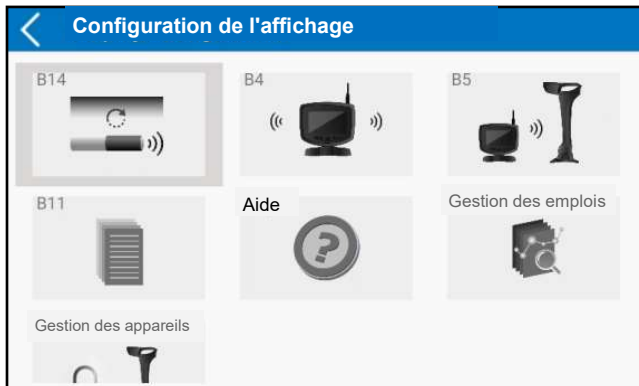 Configuration de l'affichage
B14
B4
B5
B11
Aide
Gestion des emplois
Gestion des appareils